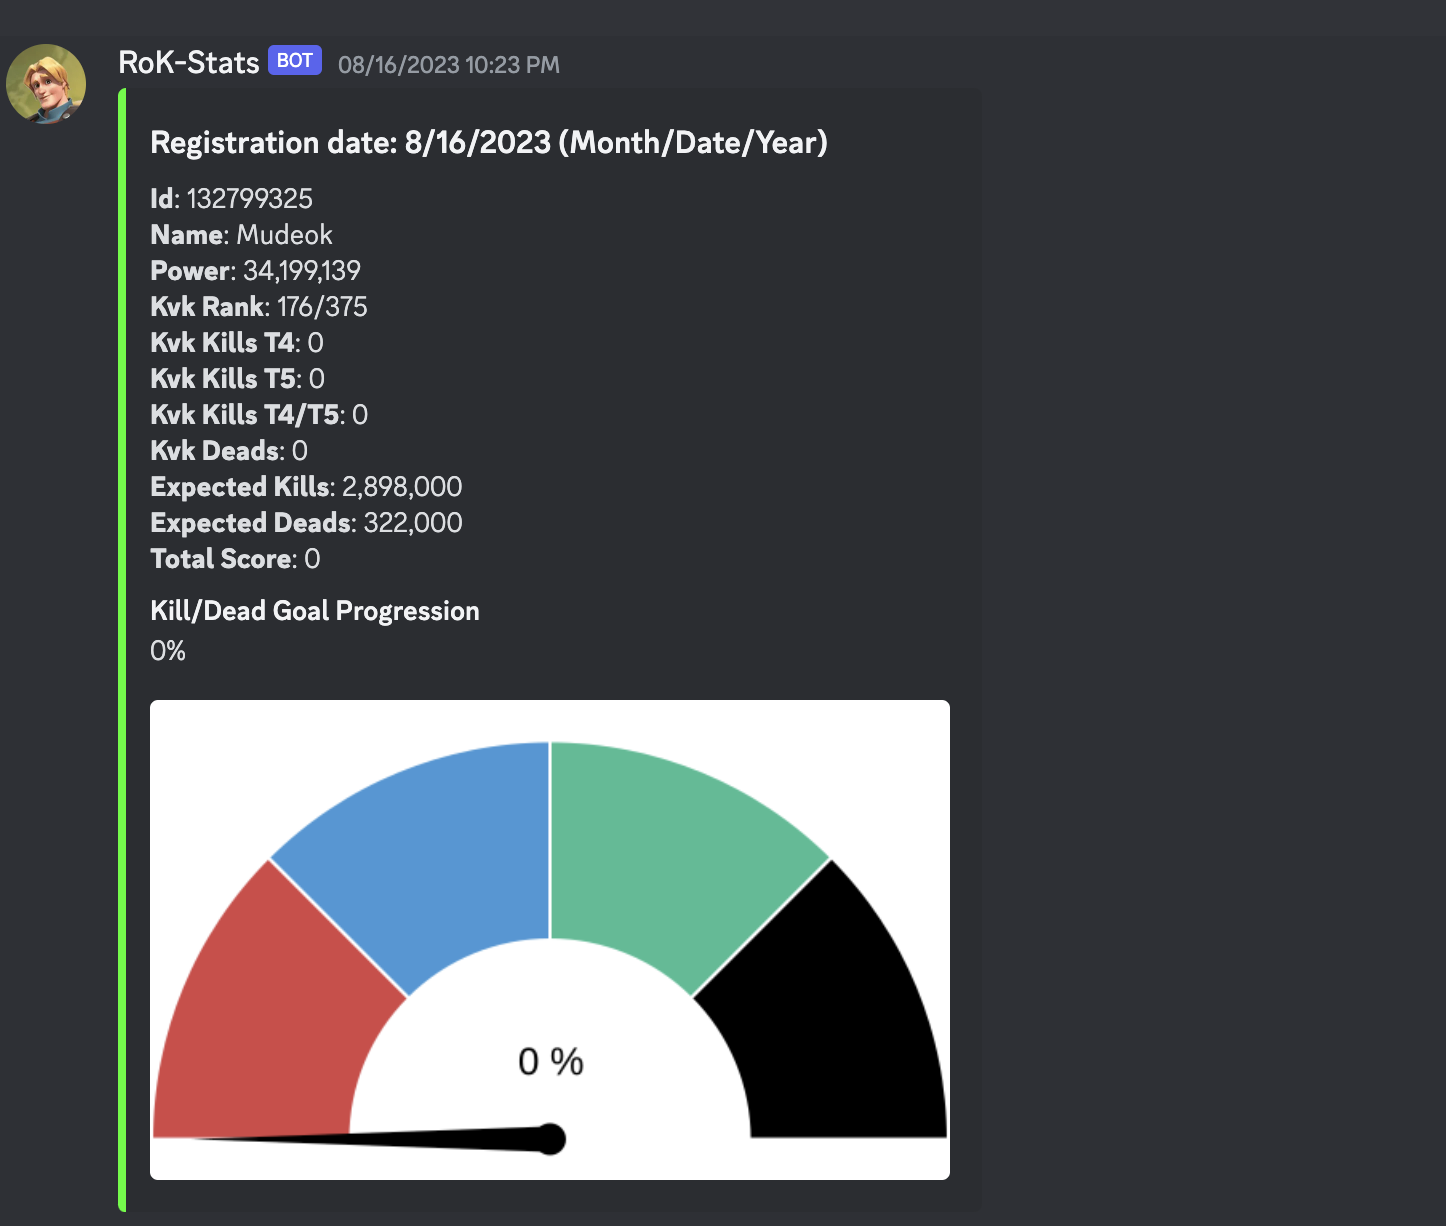 RoK-Stats BOT 08/16/2023 10:23 PM
Registration date: 8/16/2023 (Month/Date/Year)
Id: 132799325
Name: Mudeok
Power: 34,199,139
Kvk Rank: 176/375
Kvk Kills T4: 0
Kvk Kills T5: 0
Kvk Kills T4/T5: 0
Kvk Deads: 0
Expected Kills: 2,898,000
Expected Deads: 322,000
Total Score: 0
Kill/Dead Goal Progression
0%
0 %